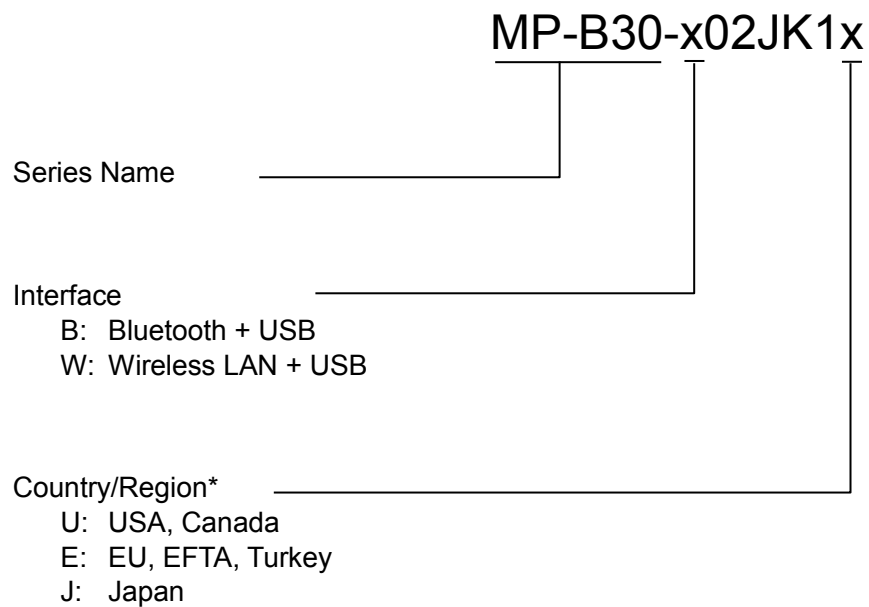 MP-B30-x02JK1x
Series Name
Interface
B: Bluetooth + USB
W: Wireless LAN + USB
Country/Region*
U: USA, Canada
E: EU, EFTA, Turkey
J: Japan